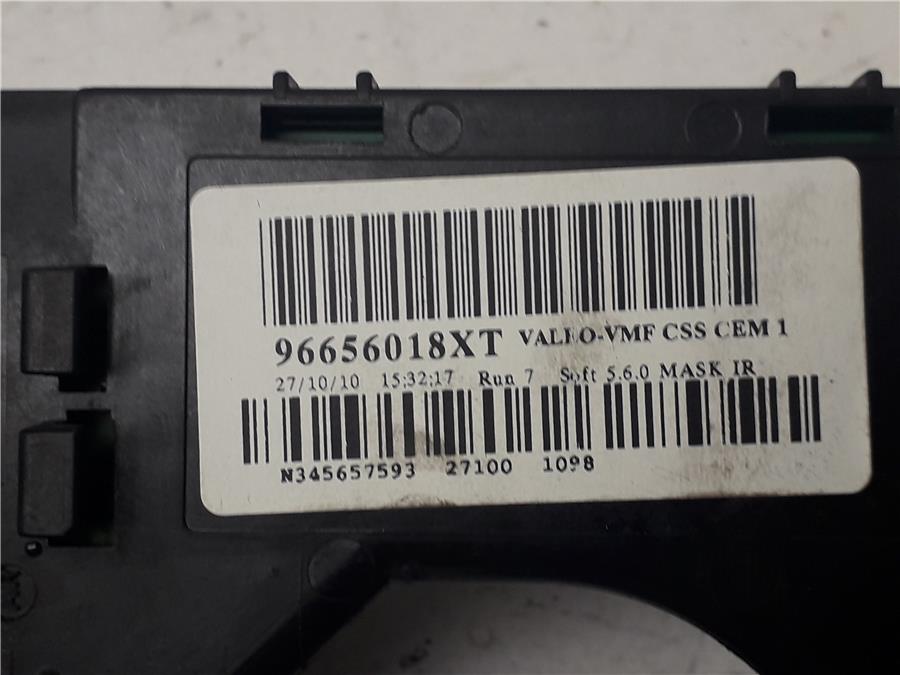 96656018XT VALEO-VMF CSS CEM 1
27/10/10 15:32:17 Run 7 Soft 5.6.0 MASK IR
N345657593 27100 1098